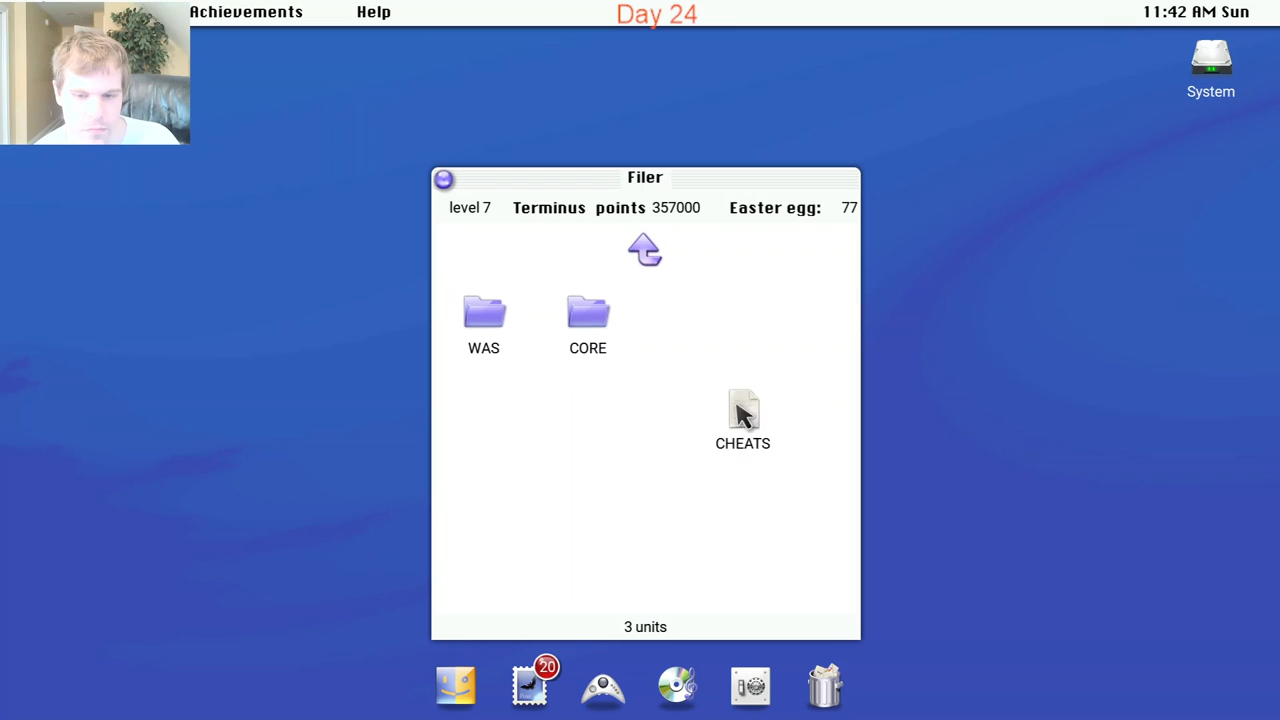 Achievements Help Day 24 11:42 AM Sun
System
Filer
level 7 Terminus points 357000 Easter egg: 77
WAS CORE
CHEATS
3 units
20